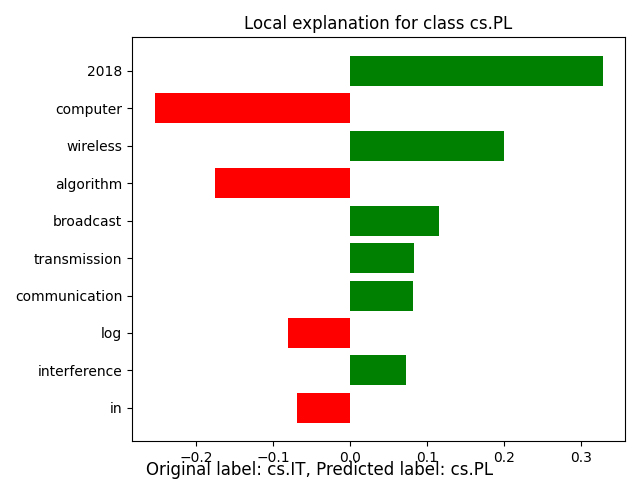 Local explanation for class cs.PL
2018
computer
wireless
algorithm
broadcast
transmission
communication
log
interference
in
−0.2 −0.1 0.0 0.1 0.2 0.3
Original label: cs.IT, Predicted label: cs.PL